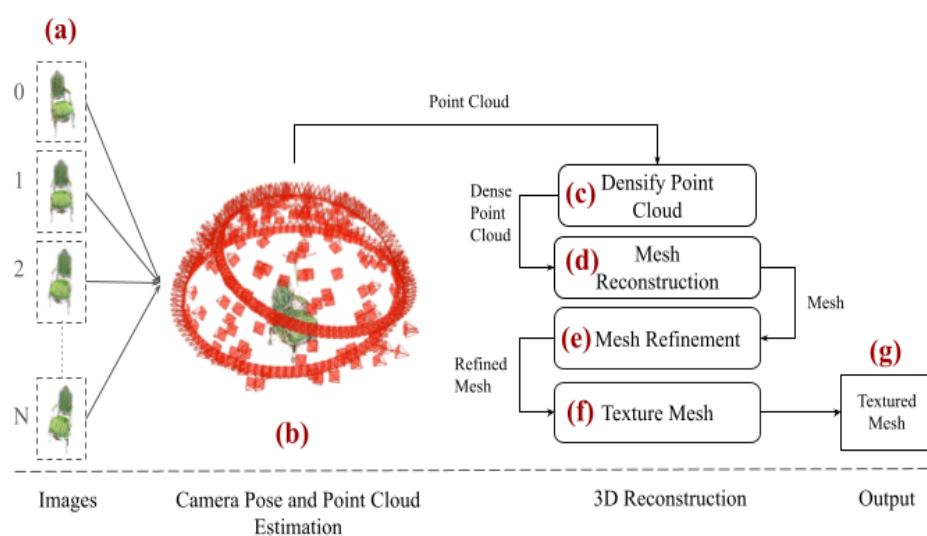 (a)
0
1
2
N
(b)
Point Cloud
(c) Densify Point
Cloud
Dense
Point
Cloud
(d) Mesh
Reconstruction
Mesh
(e) Mesh Refinement
Refined
Mesh
(f) Texture Mesh
(g)
Textured
Mesh
Images
Camera Pose and Point Cloud
Estimation
3D Reconstruction
Output